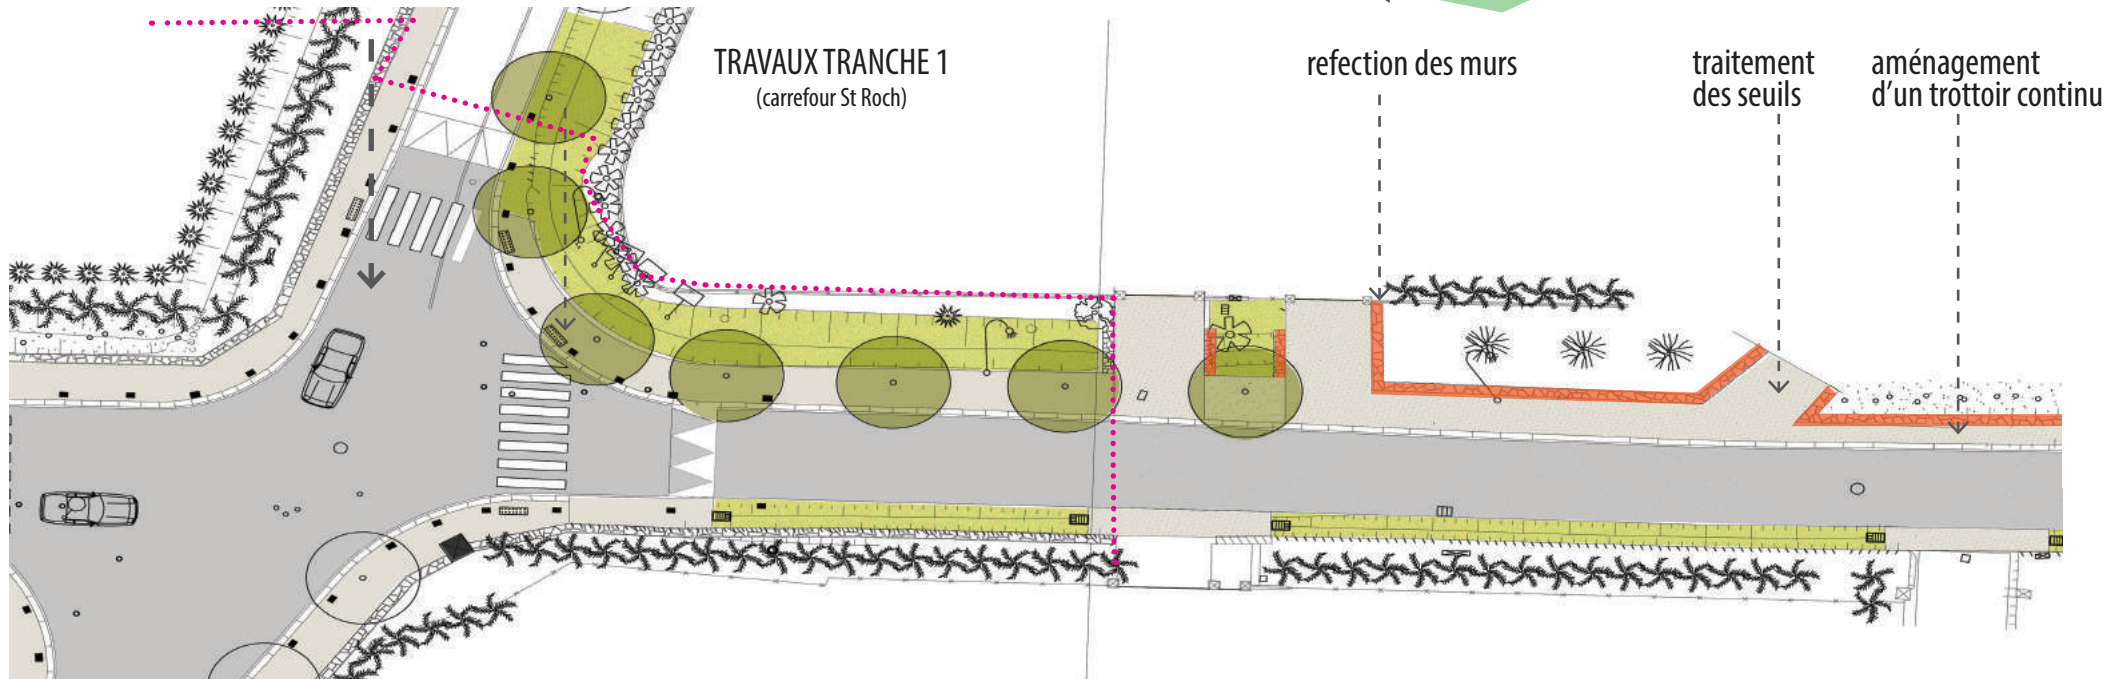 TRAVAUX TRANCHE 1
(carrefour St Roch)
refection des murs
traitement
des seuils
aménagement
d’un trottoir continu